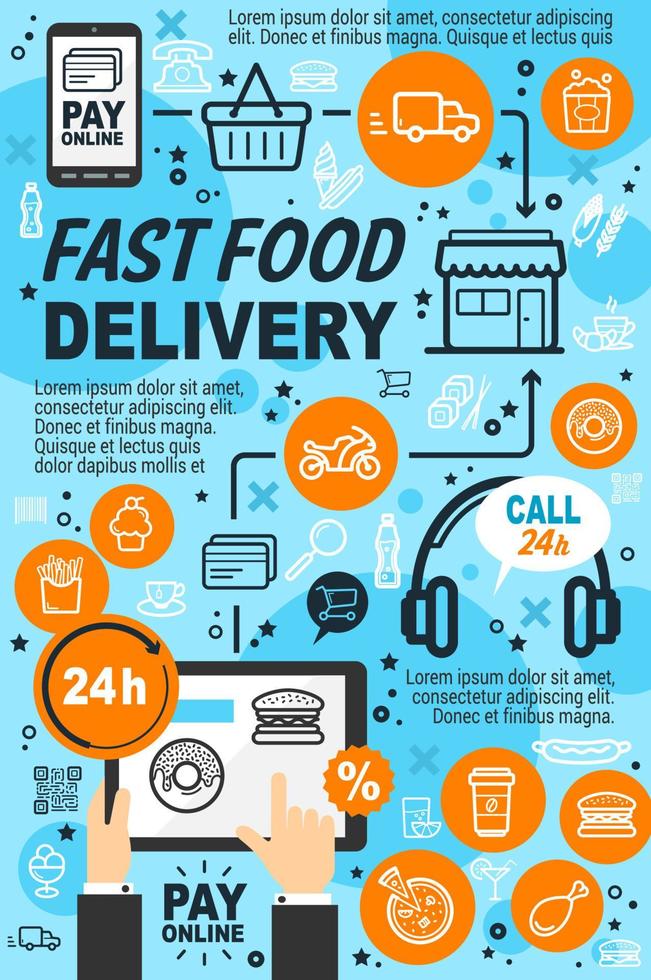 Lorem ipsum dolor sit amet, consectetur adipiscing
elit. Donec et finibus magna. Quisque et lectus quis
PAY
ONLINE
FAST FOOD
DELIVERY
Lorem ipsum dolor sit amet,
consectetur adipiscing elit.
Donec et finibus magna.
Quisque et lectus quis
dolor dapibus mollis et
CALL
24h
24h
Lorem ipsum dolor sit amet,
consectetur adipiscing elit.
Donec et finibus magna.
%
PAY
ONLINE